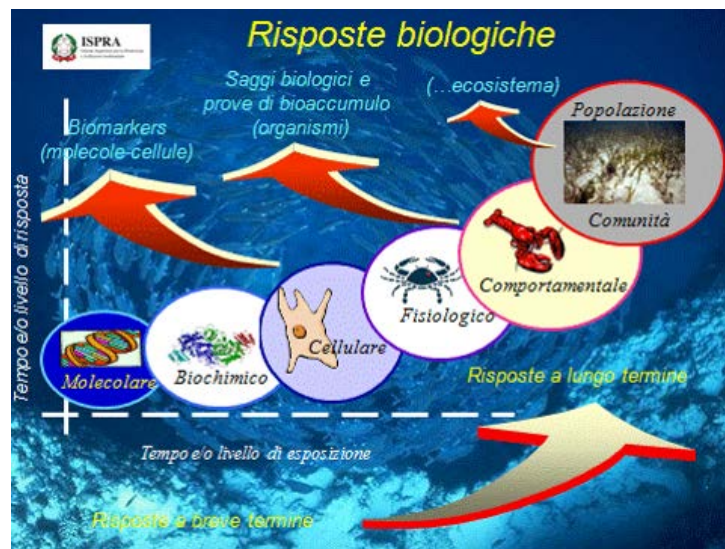 ISPRA
Risposte biologiche
Saggi biologici e
prove di bioaccumulo
(organismi)
(...ecosistema)
Biomarkers
(molecole-cellule)
Popolazione
Comunità
Comportamentale
Fisiologico
Cellulare
Biochimico
Molecolare
Tempo e/o livello di risposta
Risposte a lungo termine
Tempo e/o livello di esposizione
Risposte a breve termine